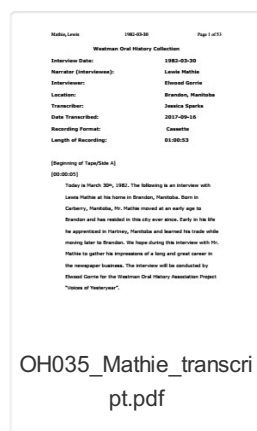 Mathie, Lewis 1982-03-30 Page 1 of 53
Westman Oral History Collection
Interview Date: 1982-03-30
Narrator (interviewee): Lewis Mathie
Interviewer: Elwood Gorrie
Location: Brandon, Manitoba
Transcriber: Jessica Sparks
Date Transcribed: 2017-09-16
Recording Format: Cassette
Length of Recording: 01:00:53
[Beginning of Tape/Side A]
[00:00:05]
Today is March 30th, 1982. The following is an interview with
Lewis Mathie at his home in Brandon, Manitoba. Born in
Carberry, Manitoba, Mr. Mathie moved at an early age to
Brandon and has resided in this city ever since. Early in his life
he apprenticed in Hartney, Manitoba and learned his trade while
moving later to Brandon. We hope during this interview with Mr.
Mathie to gather his impressions of a long and great career in
the newspaper business. The interview will be conducted by
Elwood Gorrie for the Westman Oral History Association Project
"Voices of Yesteryear".
OH035_Mathie_transcri
pt.pdf